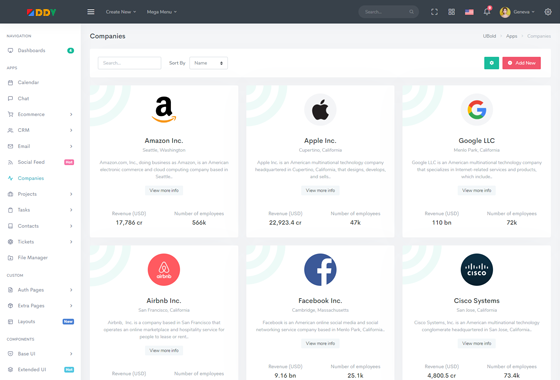 ODDY
Create New
Mega Menu
Search...
Geneva
Companies
UBold
Apps
Companies
NAVIGATION
Dashboards
APPS
Calendar
Chat
Ecommerce
CRM
Email
Social Feed
Hot
Companies
Projects
Tasks
Contacts
Tickets
File Manager
CUSTOM
Auth Pages
Extra Pages
Layouts
New
COMPONENTS
Base UI
Extended UI
Hot
Search...
Sort By
Name
Add New
Amazon Inc.
Seattle, Washington
Amazon.com, Inc., doing business as Amazon, is an American
electronic commerce and cloud computing company based in
Seattle..
View more info
Revenue (USD)
Number of employees
17,786 cr
566k
Apple Inc.
Cupertino, California
Apple Inc. is an American multinational technology company
headquartered in Cupertino, California, that designs, develops,
and sells..
View more info
Revenue (USD)
Number of employees
22,923.4 cr
47k
Google LLC
Menlo Park, California
Google LLC is an American multinational technology company
that specializes in Internet-related services and products,
which include..
View more info
Revenue (USD)
Number of employees
110 bn
72k
airbnb
Airbnb Inc.
San Francisco, California
Airbnb, Inc. is a company based in San Francisco that
operates an online marketplace and hospitality service for
people to lease or rent..
View more info
Revenue (USD)
Number of employees
Facebook Inc.
Cambridge, Massachusetts
Facebook is an American online social media and social
networking service company based in Menlo Park, California.
View more info
Revenue (USD)
Number of employees
9.16 bn
25.1k
CISCO
Cisco Systems
San Jose, California
Cisco Systems, Inc. is an American multinational technology
conglomerate headquartered in San Jose, California.
View more info
Revenue (USD)
Number of employees
4,800.5 cr
73.4k